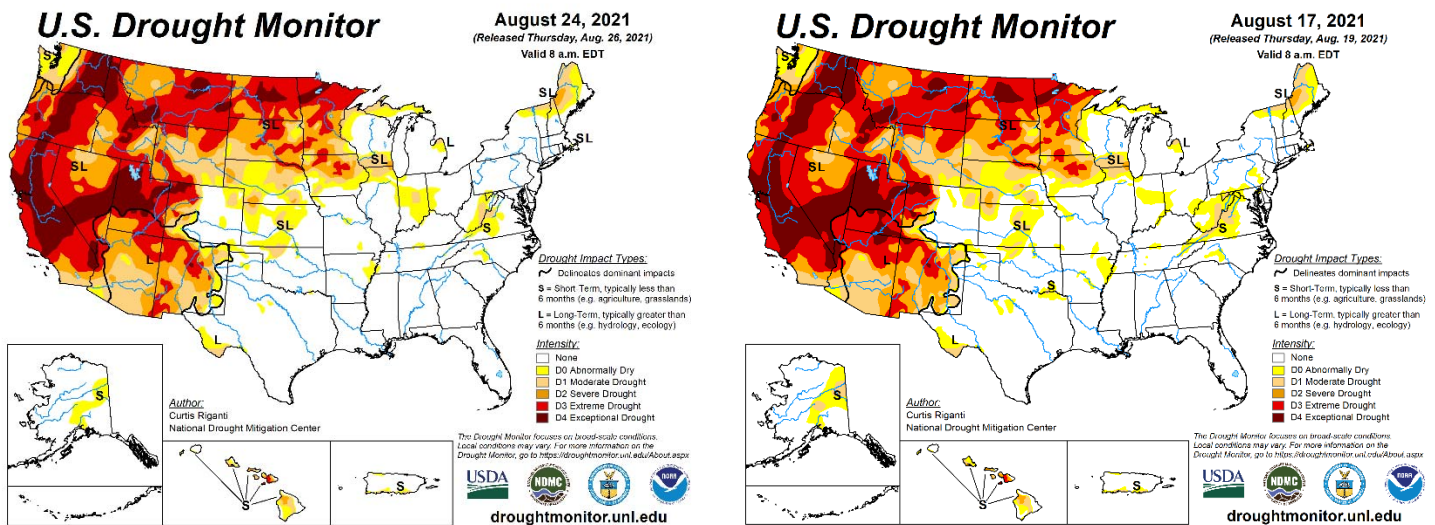 U.S. Drought Monitor
August 24, 2021
(Released Thursday, Aug. 26, 2021)
Valid 8 a.m. EDT
S
SL
SL
L
SL
SL
SL
SL
S
L
L
S
Drought Impact Types:
Delineates dominant impacts
S = Short-Term, typically less than
6 months (e.g. agriculture, grasslands)
L = Long-Term, typically greater than
6 months (e.g. hydrology, ecology)
Intensity:
None
D0 Abnormally Dry
D1 Moderate Drought
D2 Severe Drought
D3 Extreme Drought
D4 Exceptional Drought
Author:
Curtis Riganti
National Drought Mitigation Center
S
S
The Drought Monitor focuses on broad-scale conditions.
Local conditions may vary. For more information on the
Drought Monitor, go to https://droughtmonitor.unl.edu/About.aspx
USDA
NDMC
NOAA
droughtmonitor.unl.edu
U.S. Drought Monitor
August 17, 2021
(Released Thursday, Aug. 19, 2021)
Valid 8 a.m. EDT
S
SL
SL
SL
L
SL
SL
SL
S
S
L
L
S
Drought Impact Types:
Delineates dominant impacts
S = Short-Term, typically less than
6 months (e.g. agriculture, grasslands)
L = Long-Term, typically greater than
6 months (e.g. hydrology, ecology)
Intensity:
None
D0 Abnormally Dry
D1 Moderate Drought
D2 Severe Drought
D3 Extreme Drought
D4 Exceptional Drought
Author:
Curtis Riganti
National Drought Mitigation Center
S
S
The Drought Monitor focuses on broad-scale conditions.
Local conditions may vary. For more information on the
Drought Monitor, go to https://droughtmonitor.unl.edu/About.aspx
USDA
NDMC
NOAA
droughtmonitor.unl.edu